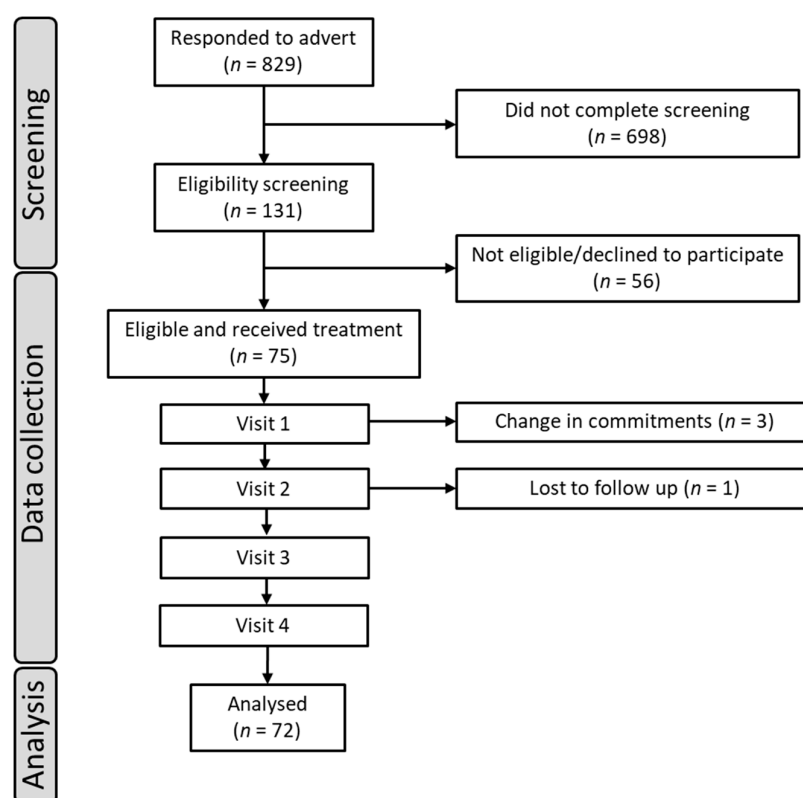 Screening
Responded to advert
(n = 829)
Did not complete screening
(n = 698)
Eligibility screening
(n = 131)
Not eligible/declined to participate
(n = 56)
Data collection
Eligible and received treatment
(n = 75)
Visit 1
Change in commitments (n = 3)
Visit 2
Lost to follow up (n = 1)
Visit 3
Visit 4
Analysis
Analysed
(n = 72)